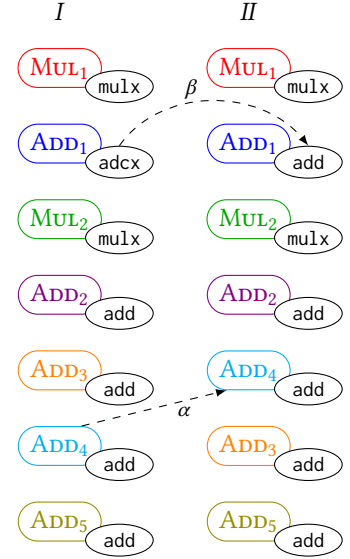 I II
MUL1 mulx MUL1 mulx
β
ADD1 adcx ADD1 add
MUL2 mulx MUL2 mulx
ADD2 add ADD2 add
ADD3 add ADD4 add
α
ADD4 add ADD3 add
ADD5 add ADD5 add